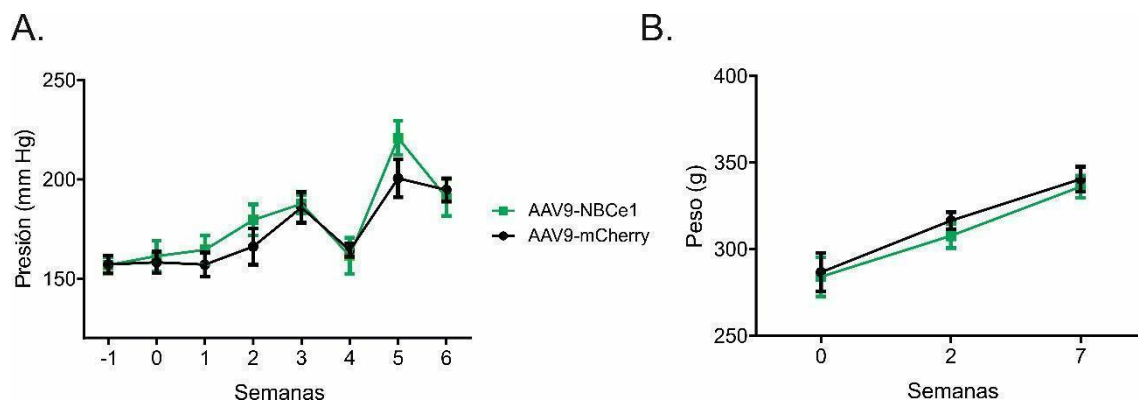 A.
250
200
150
Presión (mm Hg)
-1 0 1 2 3 4 5 6
Semanas
AAV9-NBCe1
AAV9-mCherry
B.
400
350
300
250
Peso (g)
0 2 7
Semanas